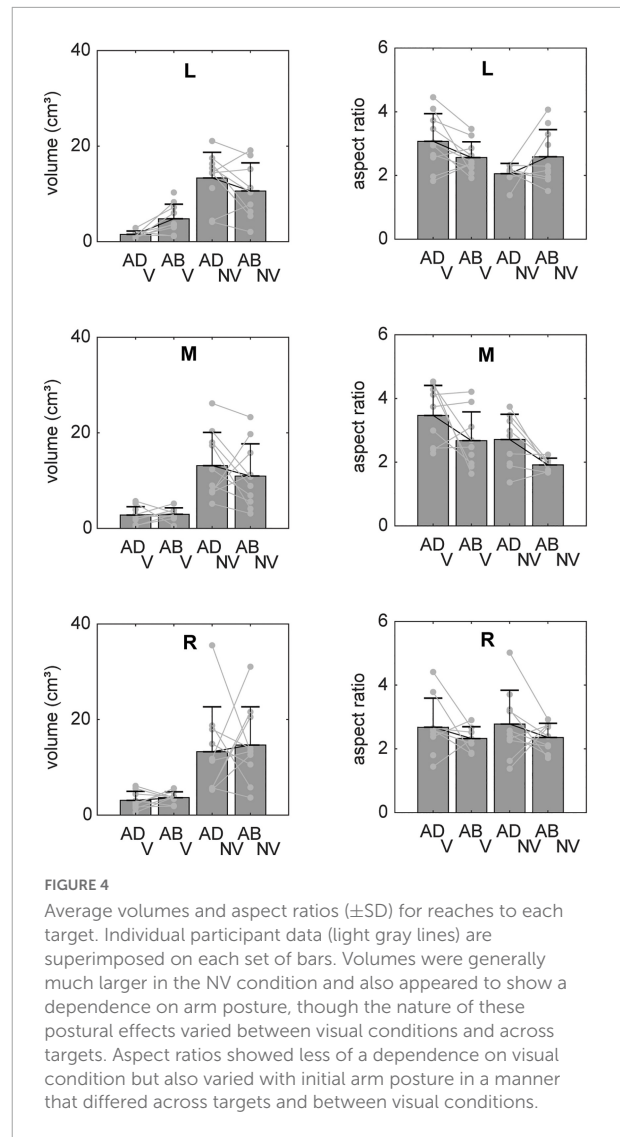 L
volume (cm³)
40
20
0
AD AB AD AB
V V NV NV
L
aspect ratio
6
4
2
0
AD AB AD AB
V V NV NV
M
volume (cm³)
40
20
0
AD AB AD AB
V V NV NV
M
aspect ratio
6
4
2
0
AD AB AD AB
V V NV NV
R
volume (cm³)
40
20
0
AD AB AD AB
V V NV NV
R
aspect ratio
6
4
2
0
AD AB AD AB
V V NV NV
FIGURE 4
Average volumes and aspect ratios (±SD) for reaches to each
target. Individual participant data (light gray lines) are
superimposed on each set of bars. Volumes were generally
much larger in the NV condition and also appeared to show a
dependence on arm posture, though the nature of these
postural effects varied between visual conditions and across
targets. Aspect ratios showed less of a dependence on visual
condition but also varied with initial arm posture in a manner
that differed across targets and between visual conditions.